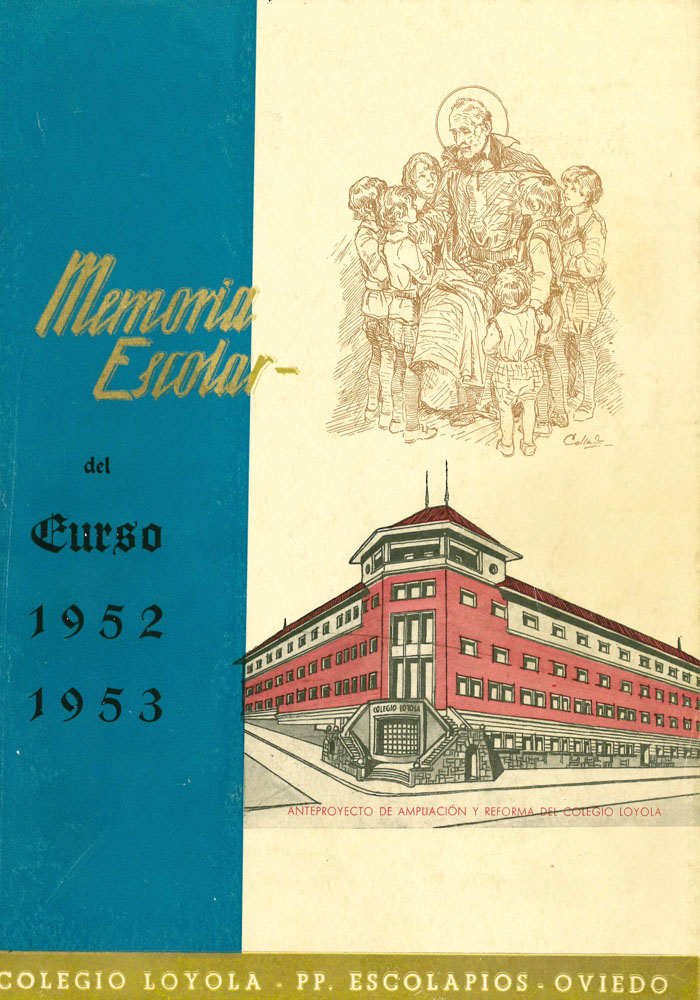 Memoria
Escolar
del
Curso
1952
1953
COLEGIO LOYOLA
ANTEPROYECTO DE AMPLIACIÓN Y REFORMA DEL COLEGIO LOYOLA
COLEGIO LOYOLA - PP. ESCOLAPIOS - OVIEDO